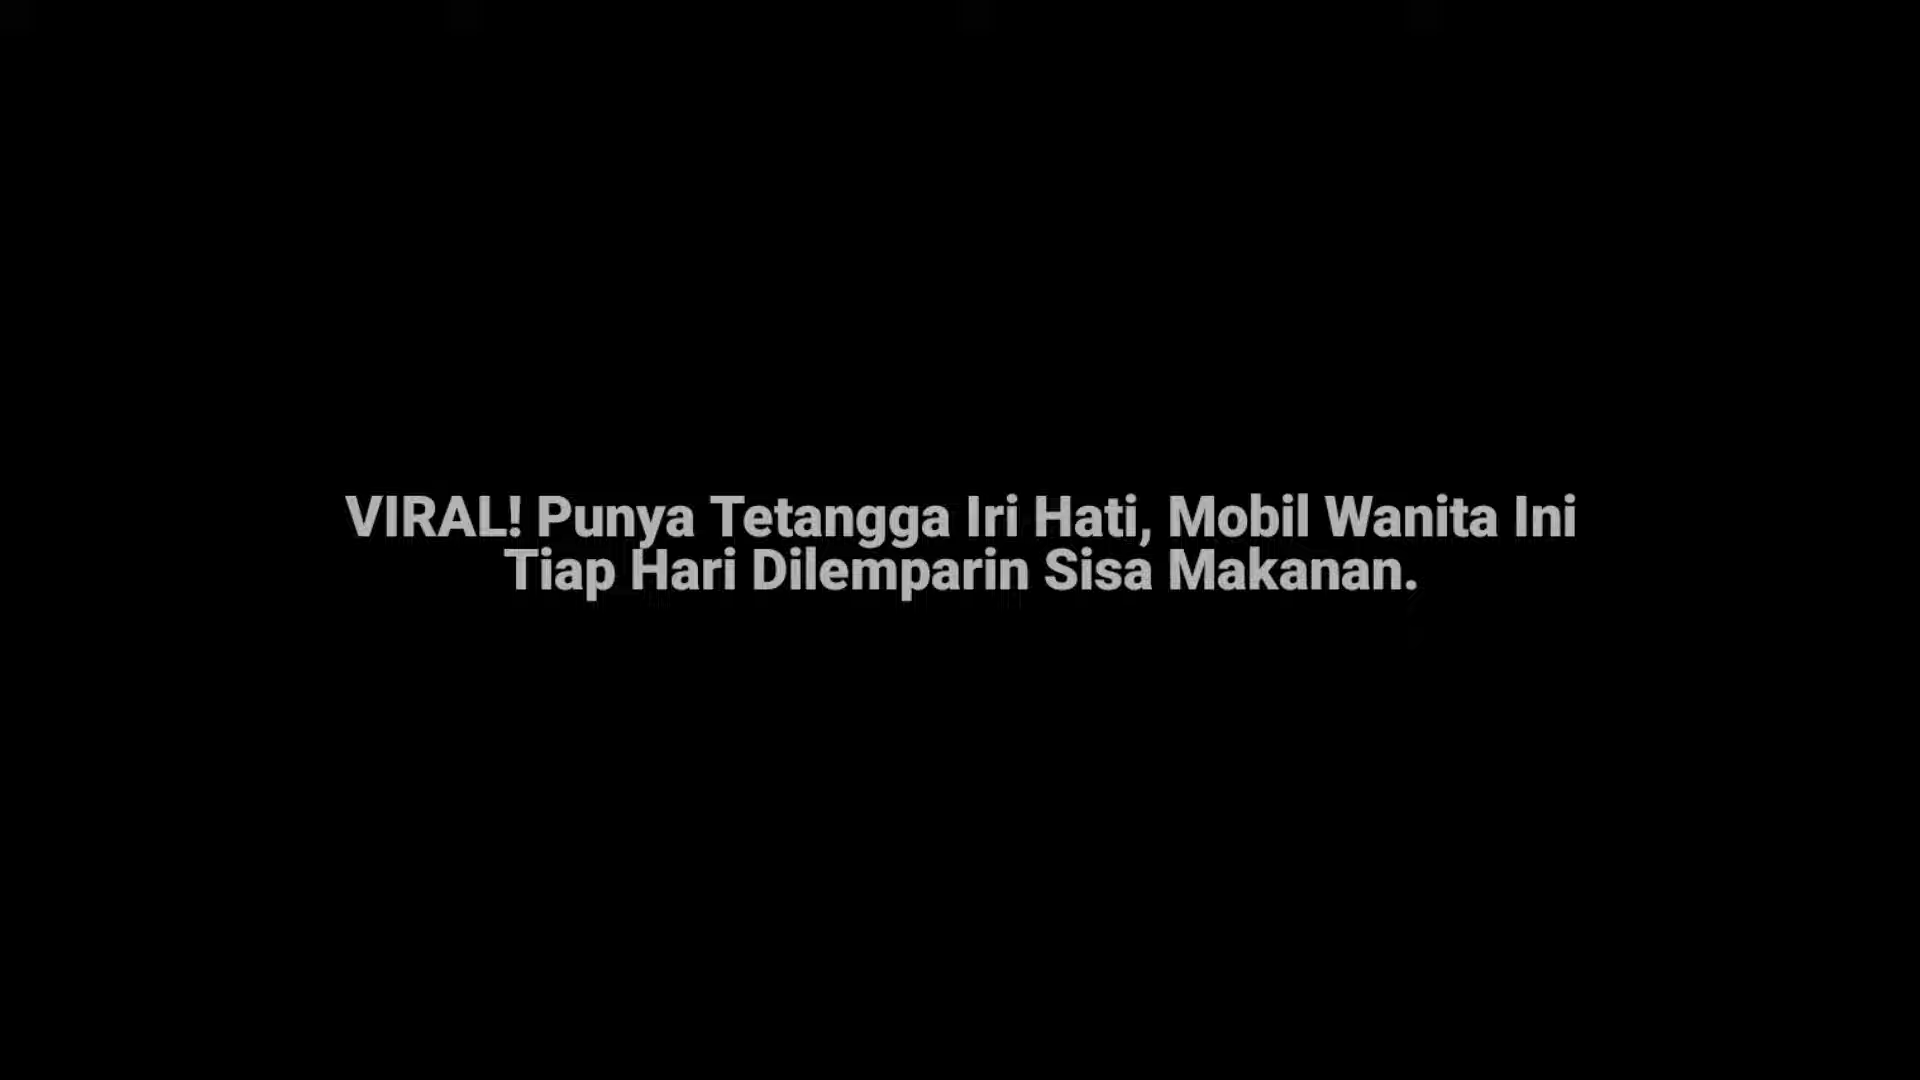 VIRAL! Punya Tetangga Iri Hati, Mobil Wanita Ini
Tiap Hari Dilemparin Sisa Makanan.